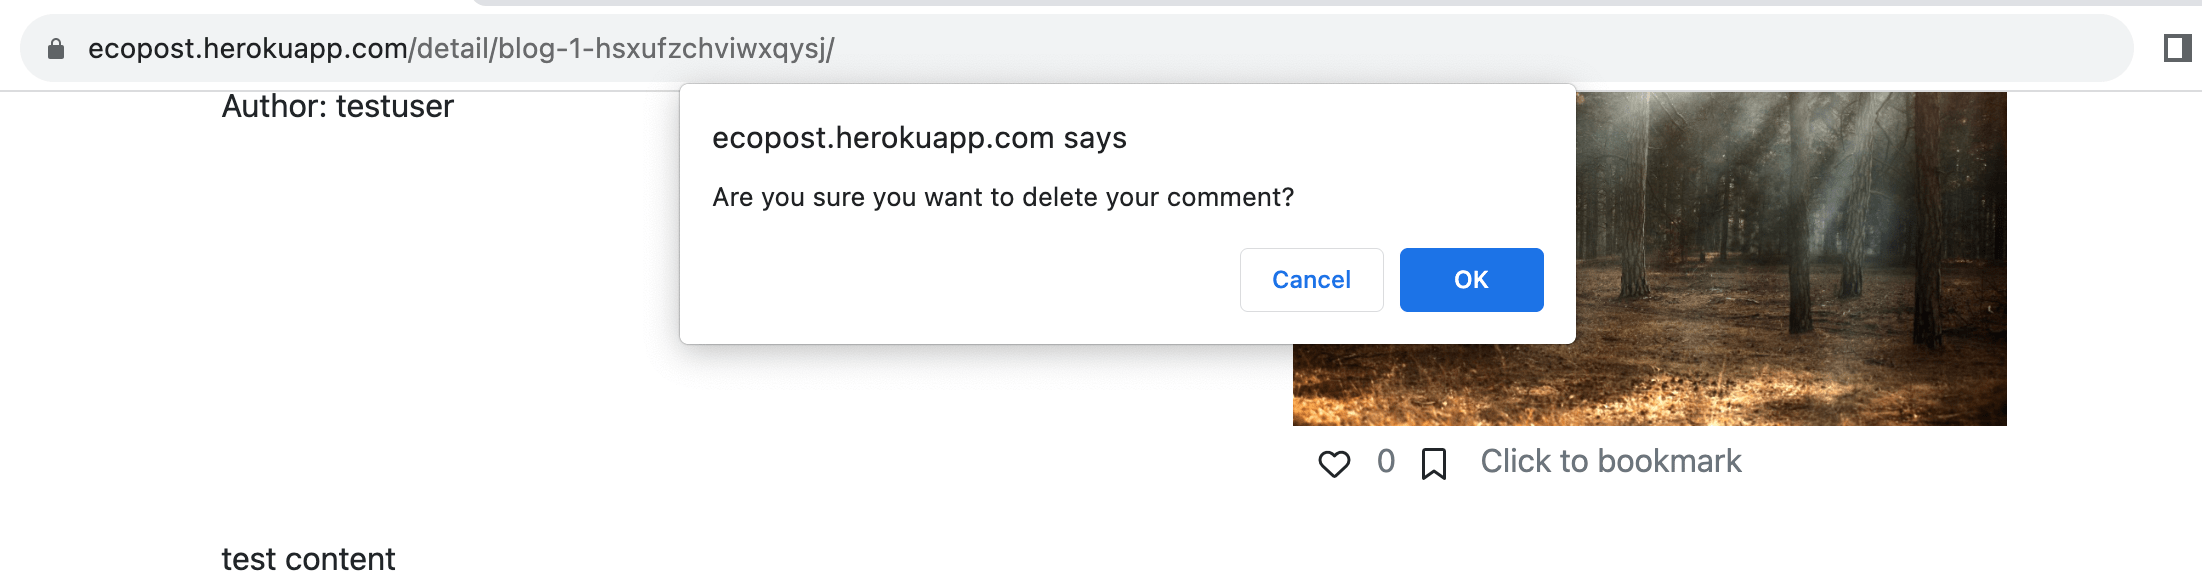 ecopost.herokuapp.com/detail/blog-1-hsxufzchviwxqysj/
Author: testuser
ecopost.herokuapp.com says
Are you sure you want to delete your comment?
Cancel
OK
0
Click to bookmark
test content